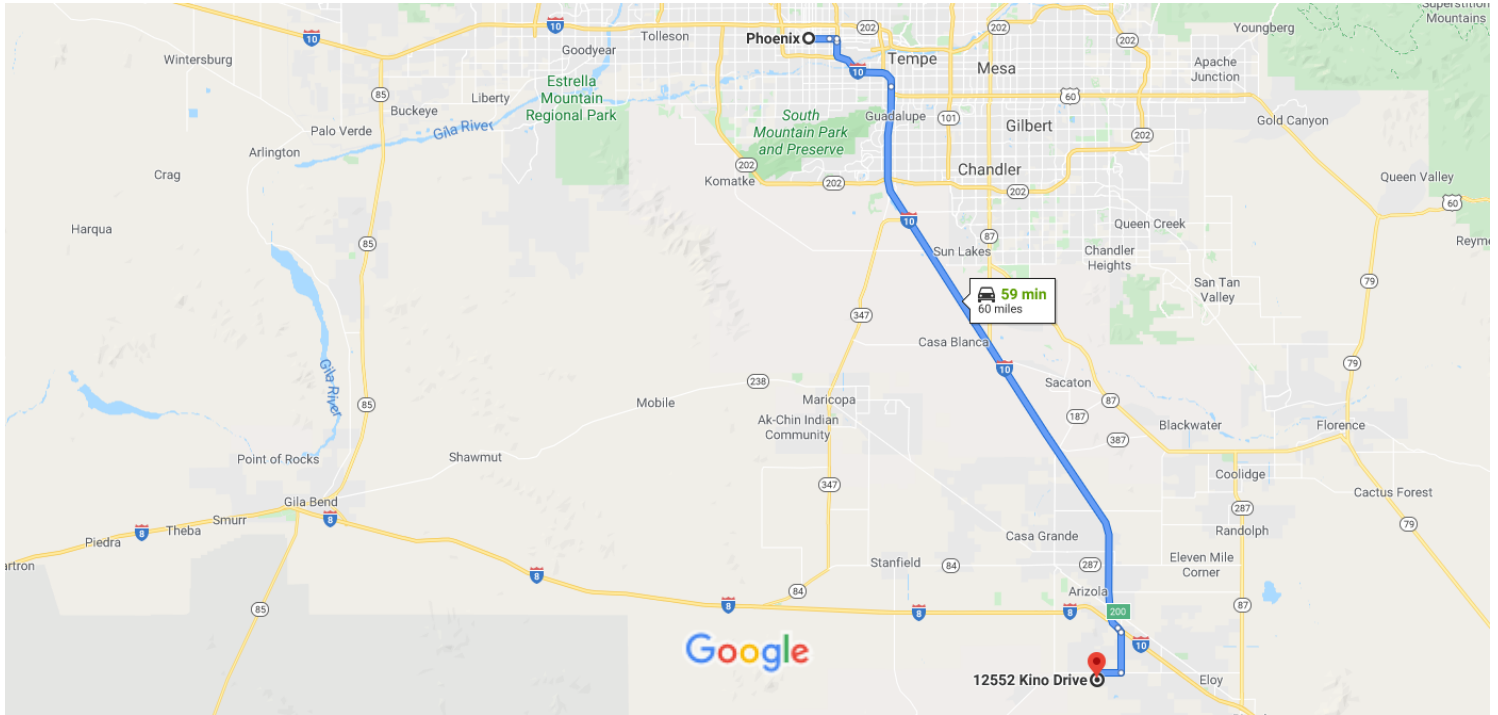 Superstition
Mountains
Youngberg
10
10
202
202
202
Phoenix
Tolleson
Goodyear
Wintersburg
Tempe
Mesa
Apache
Junction
10
Estrella
Mountain
Regional Park
85
Liberty
Buckeye
60
South
Mountain Park
and Preserve
Guadalupe
101
Gilbert
Gold Canyon
Palo Verde
Gila River
202
202
Arlington
Chandler
202
Crag
Komatke
202
202
Queen Valley
60
Harqua
10
Queen Creek
85
87
Sun Lakes
Chandler
Heights
Reyme
79
San Tan
Valley
59 min
60 miles
347
Casa Blanca
Gila River
10
79
238
Sacaton
85
Mobile
Maricopa
87
187
Ak-Chin Indian
Community
387
Blackwater
Florence
Point of Rocks
Shawmut
Coolidge
347
Cactus Forest
Gila Bend
8
287
79
Smurr
Theba
8
Piedra
Randolph
Casa Grande
artron
Stanfield
84
287
Eleven Mile
Corner
8
84
Arizola
8
8
8
87
85
200
10
Google
12552 Kino Drive
Eloy